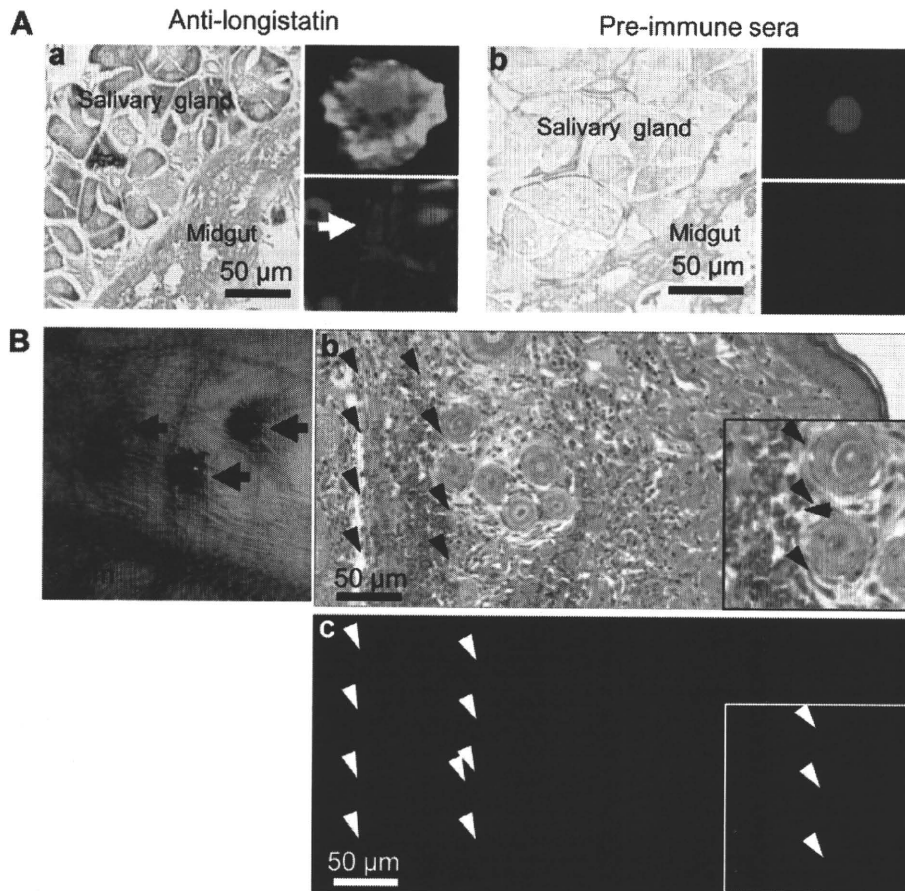 Anti-longistatin Pre-immune sera
A
a b
Salivary gland Salivary gland
Midgut Midgut
50 µm 50 µm
B
b
50 µm
c
50 µm